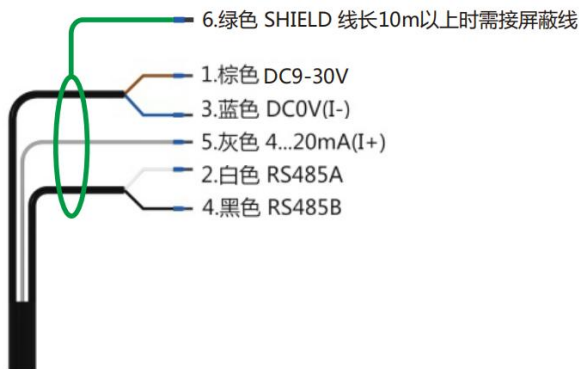 6.绿色 SHIELD 线长10m以上时需接屏蔽线
1.棕色 DC9-30V
3.蓝色 DC0V(I-)
5.灰色 4...20mA(I+)
2.白色 RS485A
4.黑色 RS485B